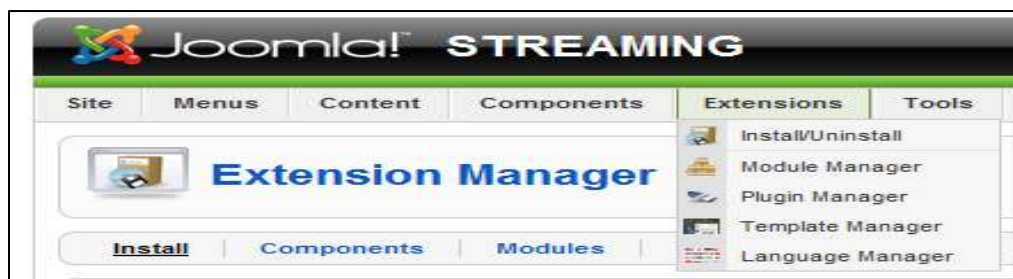 Joomla! STREAMING
Site Menus Content Components Extensions Tools
Install/Uninstall
Extension Manager
Module Manager
Plugin Manager
Template Manager
Install Components Modules
Language Manager